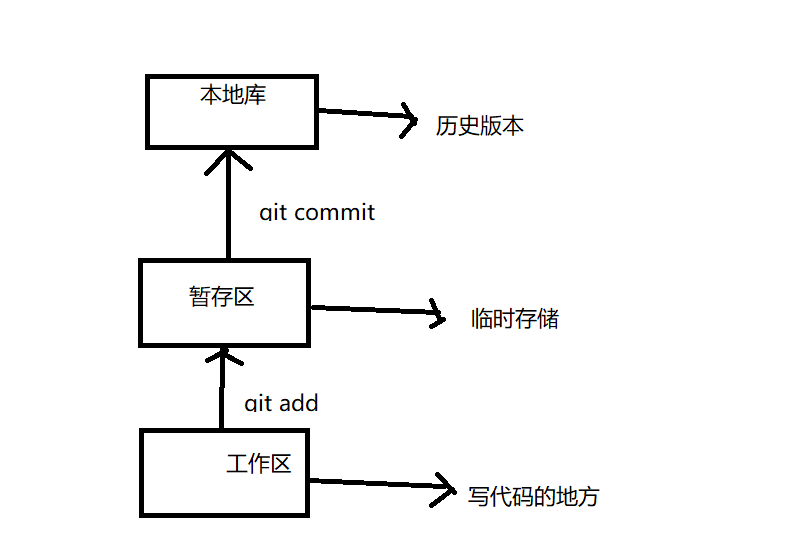 本地库
历史版本
git commit
暂存区
临时存储
git add
工作区
写代码的地方